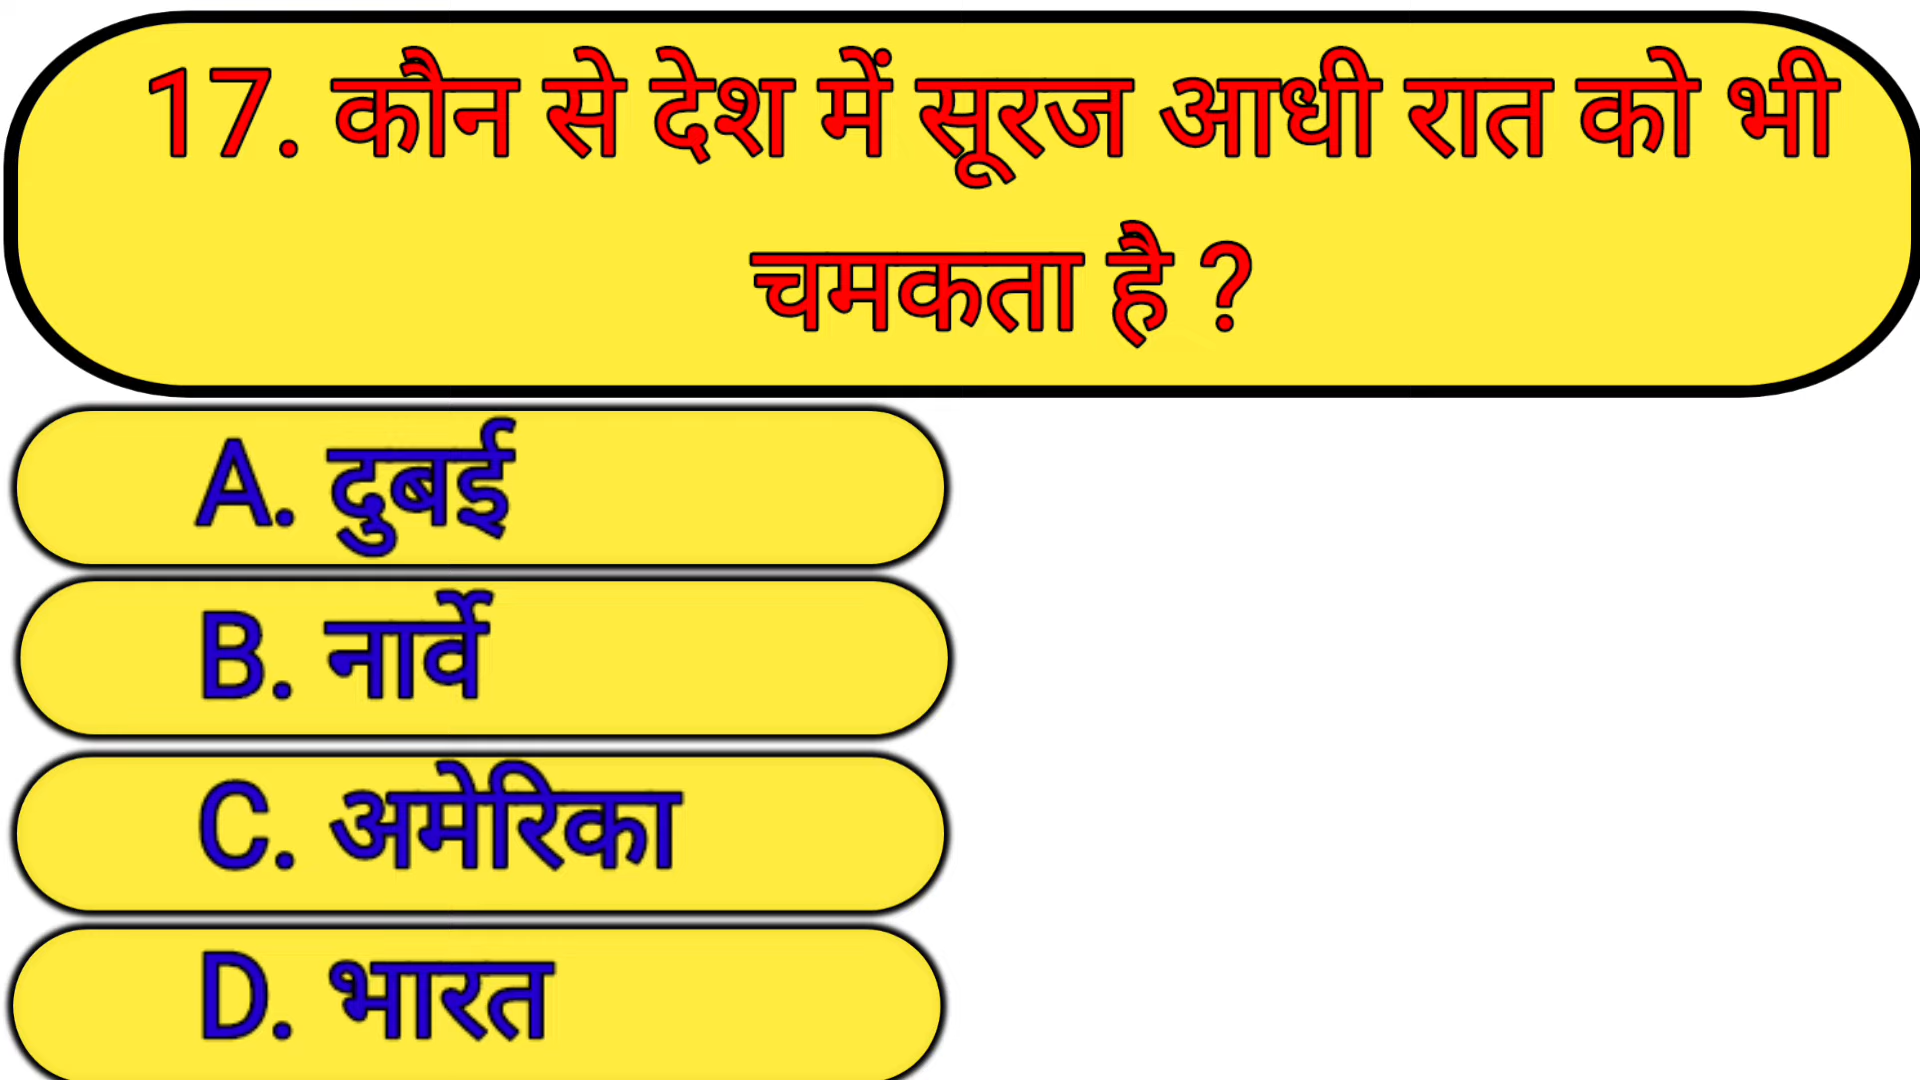 17. कौन से देश में सूरज आधी रात को भी
चमकता है ?
A. दुबई
B. नार्वे
C. अमेरिका
D. भारत